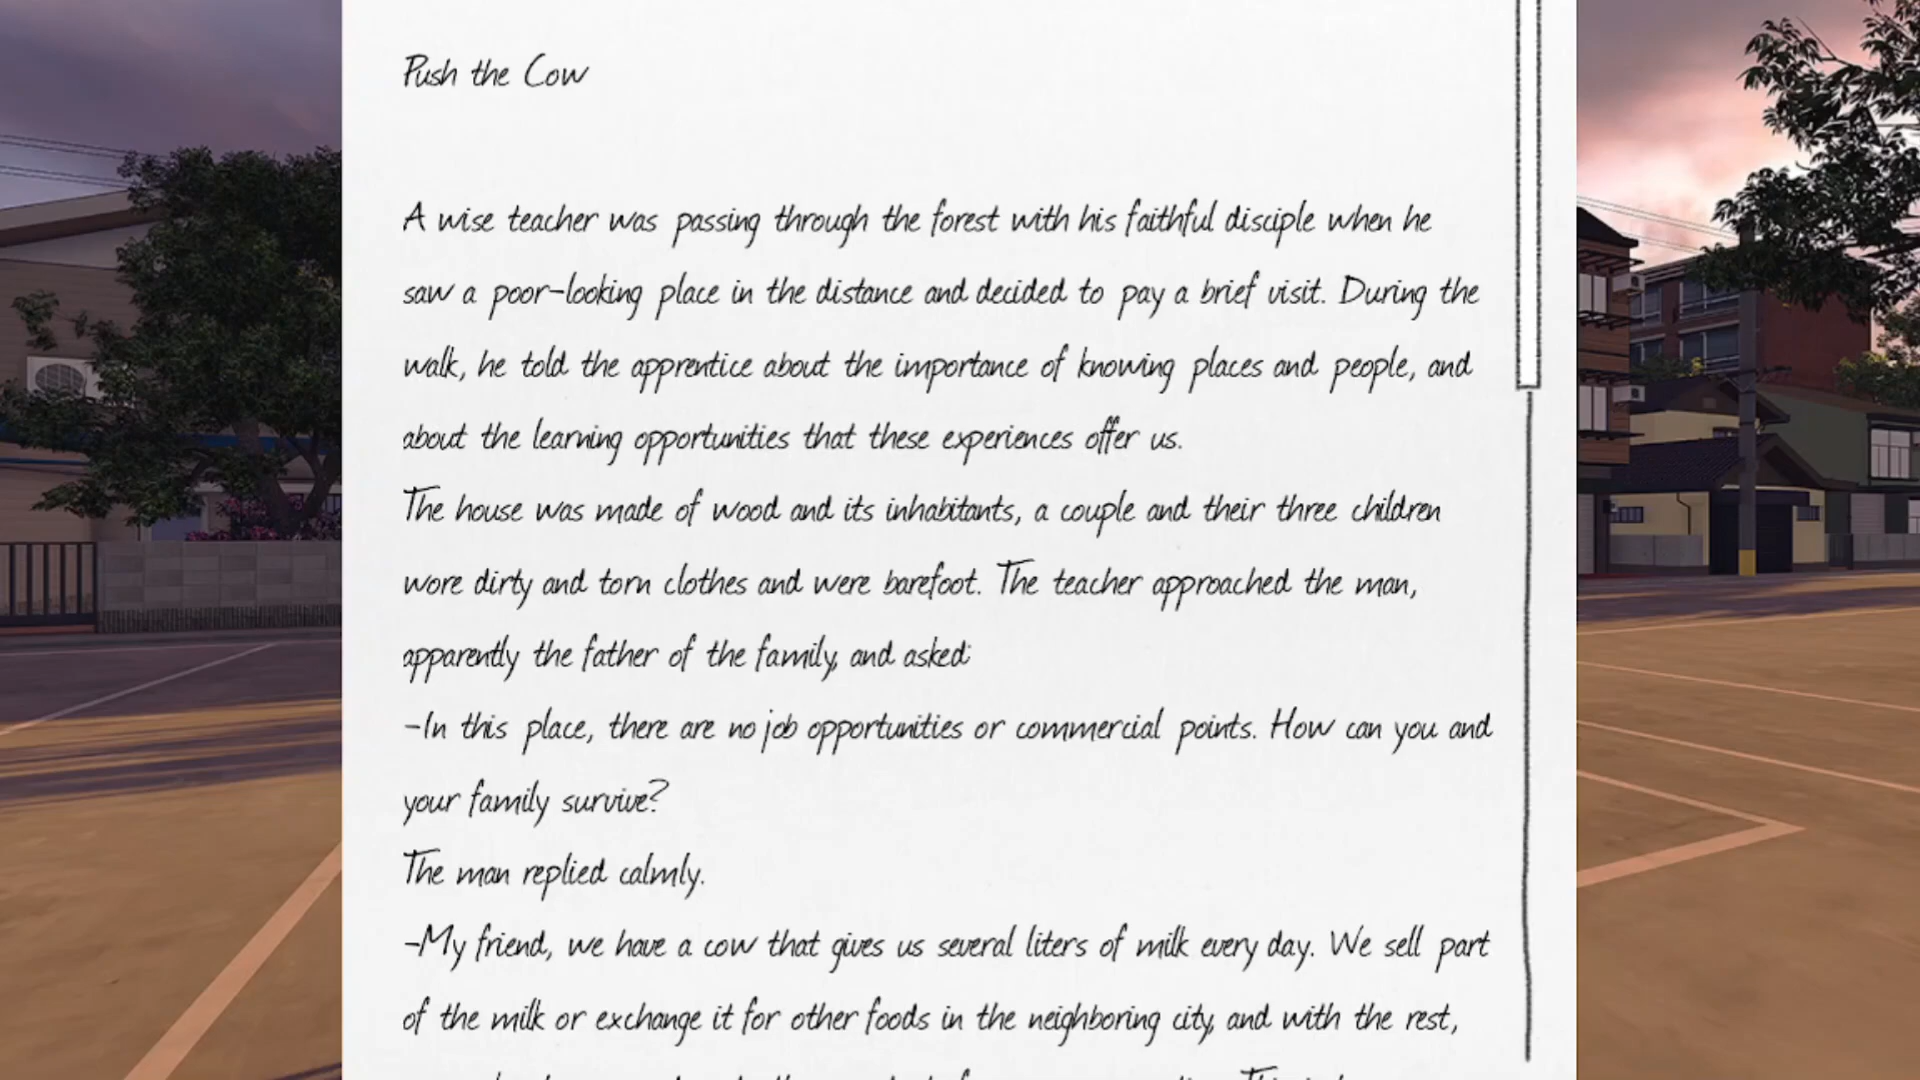 Push the Cow
A wise teacher was passing through the forest with his faithful disciple when he
saw a poor-looking place in the distance and decided to pay a brief visit. During the
walk, he told the apprentice about the importance of knowing places and people, and
about the learning opportunities that these experiences offer us.
The house was made of wood and its inhabitants, a couple and their three children
wore dirty and torn clothes and were barefoot. The teacher approached the man,
apparently the father of the family, and asked:
-In this place, there are no job opportunities or commercial points. How can you and
your family survive?
The man replied calmly.
-My friend, we have a cow that gives us several liters of milk every day. We sell part
of the milk or exchange it for other foods in the neighboring city, and with the rest,